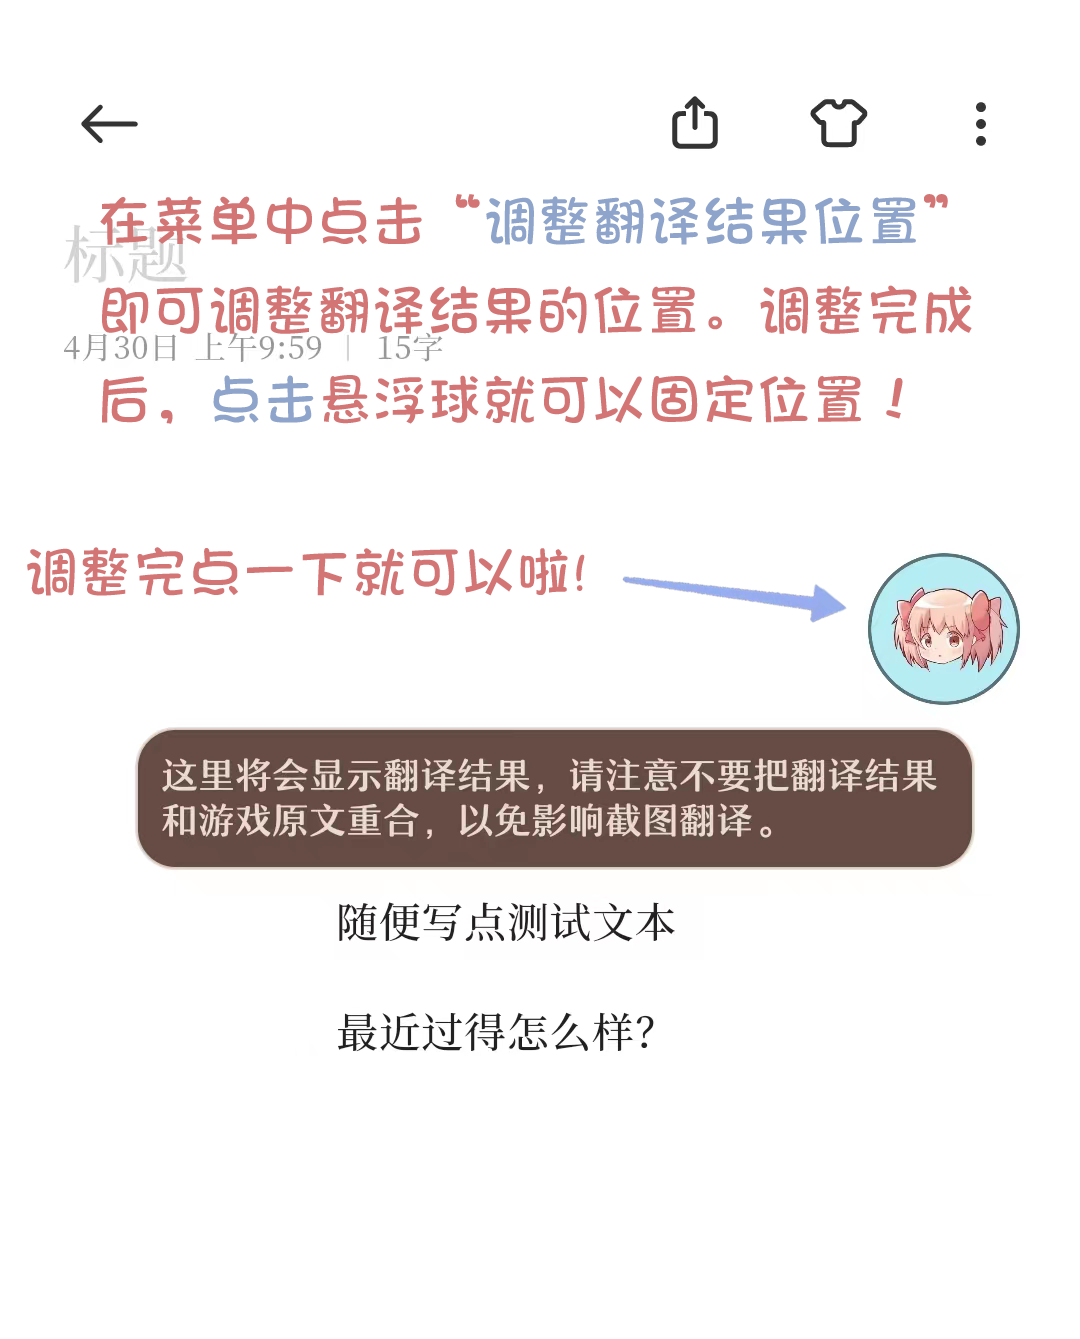 在菜单中点击“调整翻译结果位置”
标题
即可调整翻译结果的位置。调整完成
4月30日 上午9:59 | 15字
后，点击悬浮球就可以固定位置！
调整完点一下就可以啦!
这里将会显示翻译结果，请注意不要把翻译结果
和游戏原文重合，以免影响截图翻译。
随便写点测试文本
最近过得怎么样？